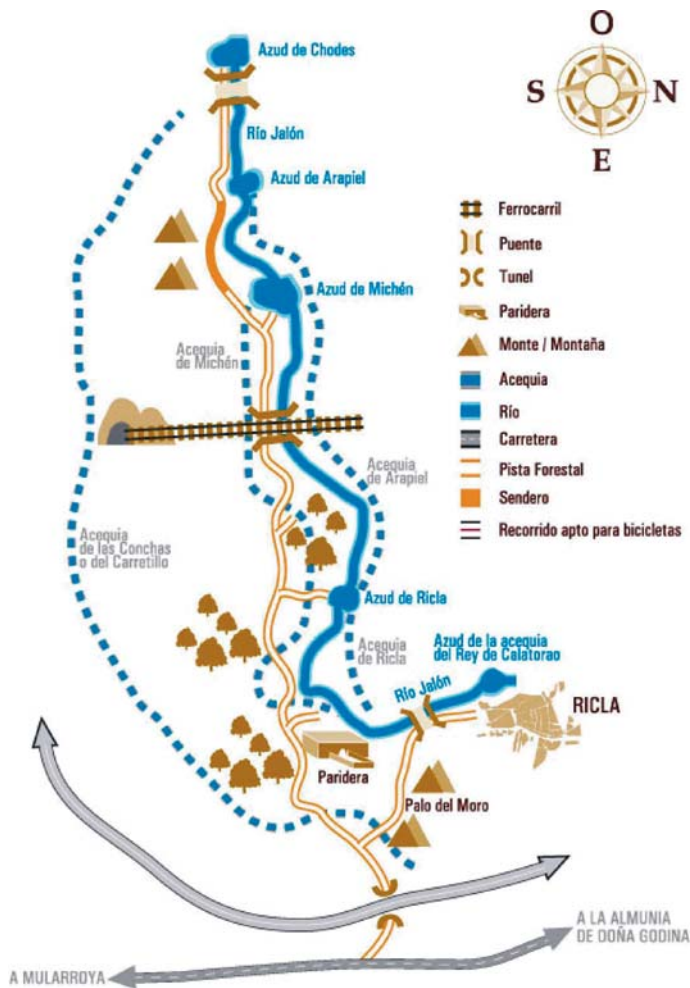 O
S
N
E
Azud de Chodes
Río Jalón
Azud de Arapiel
Azud de Michén
Acequia
de Michén
Acequia
de Arapiel
Acequia
de las Conchas
o del Carretillo
Azud de Ricla
Acequia
de Ricla
Azud de la acequia
del Rey de Calatorao
Río Jalón
RICLA
Paridera
Palo del Moro
A LA ALMUNIA
DE DOÑA GODINA
A MULARROYA
Ferrocarril
Puente
Tunel
Paridera
Monte / Montaña
Acequia
Río
Carretera
Pista Forestal
Sendero
Recorrido apto para bicicletas